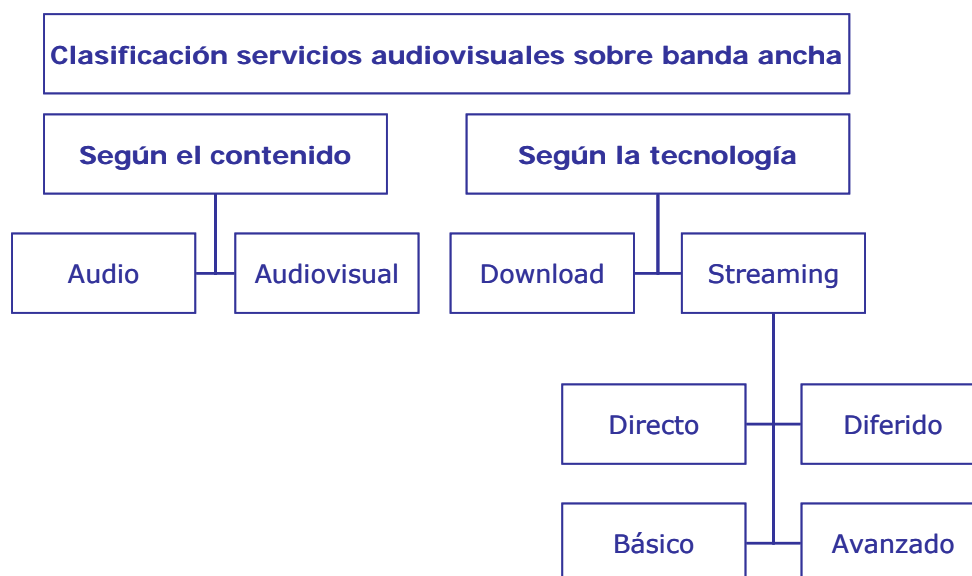 Clasificación servicios audiovisuales sobre banda ancha
Según el contenido
Según la tecnología
Audio
Audiovisual
Download
Streaming
Directo
Diferido
Básico
Avanzado